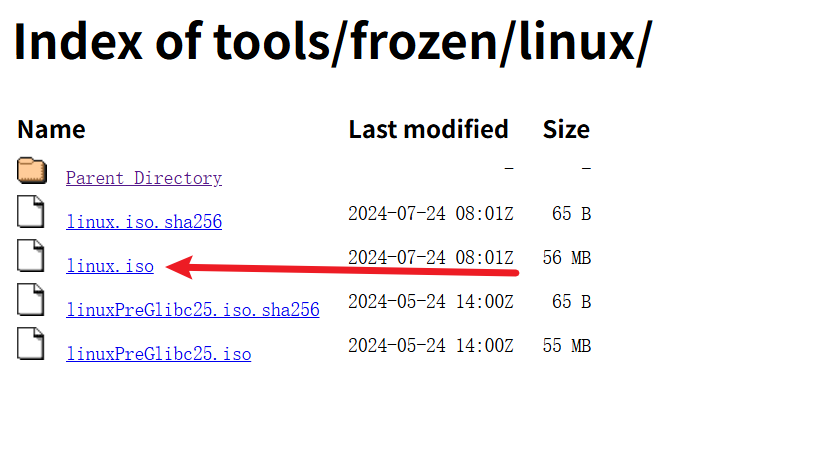 Index of tools/frozen/linux/
Name Last modified Size
Parent Directory - -
linux.iso.sha256 2024-07-24 08:01Z 65 B
linux.iso 2024-07-24 08:01Z 56 MB
linuxPreGlibc25.iso.sha256 2024-05-24 14:00Z 65 B
linuxPreGlibc25.iso 2024-05-24 14:00Z 55 MB